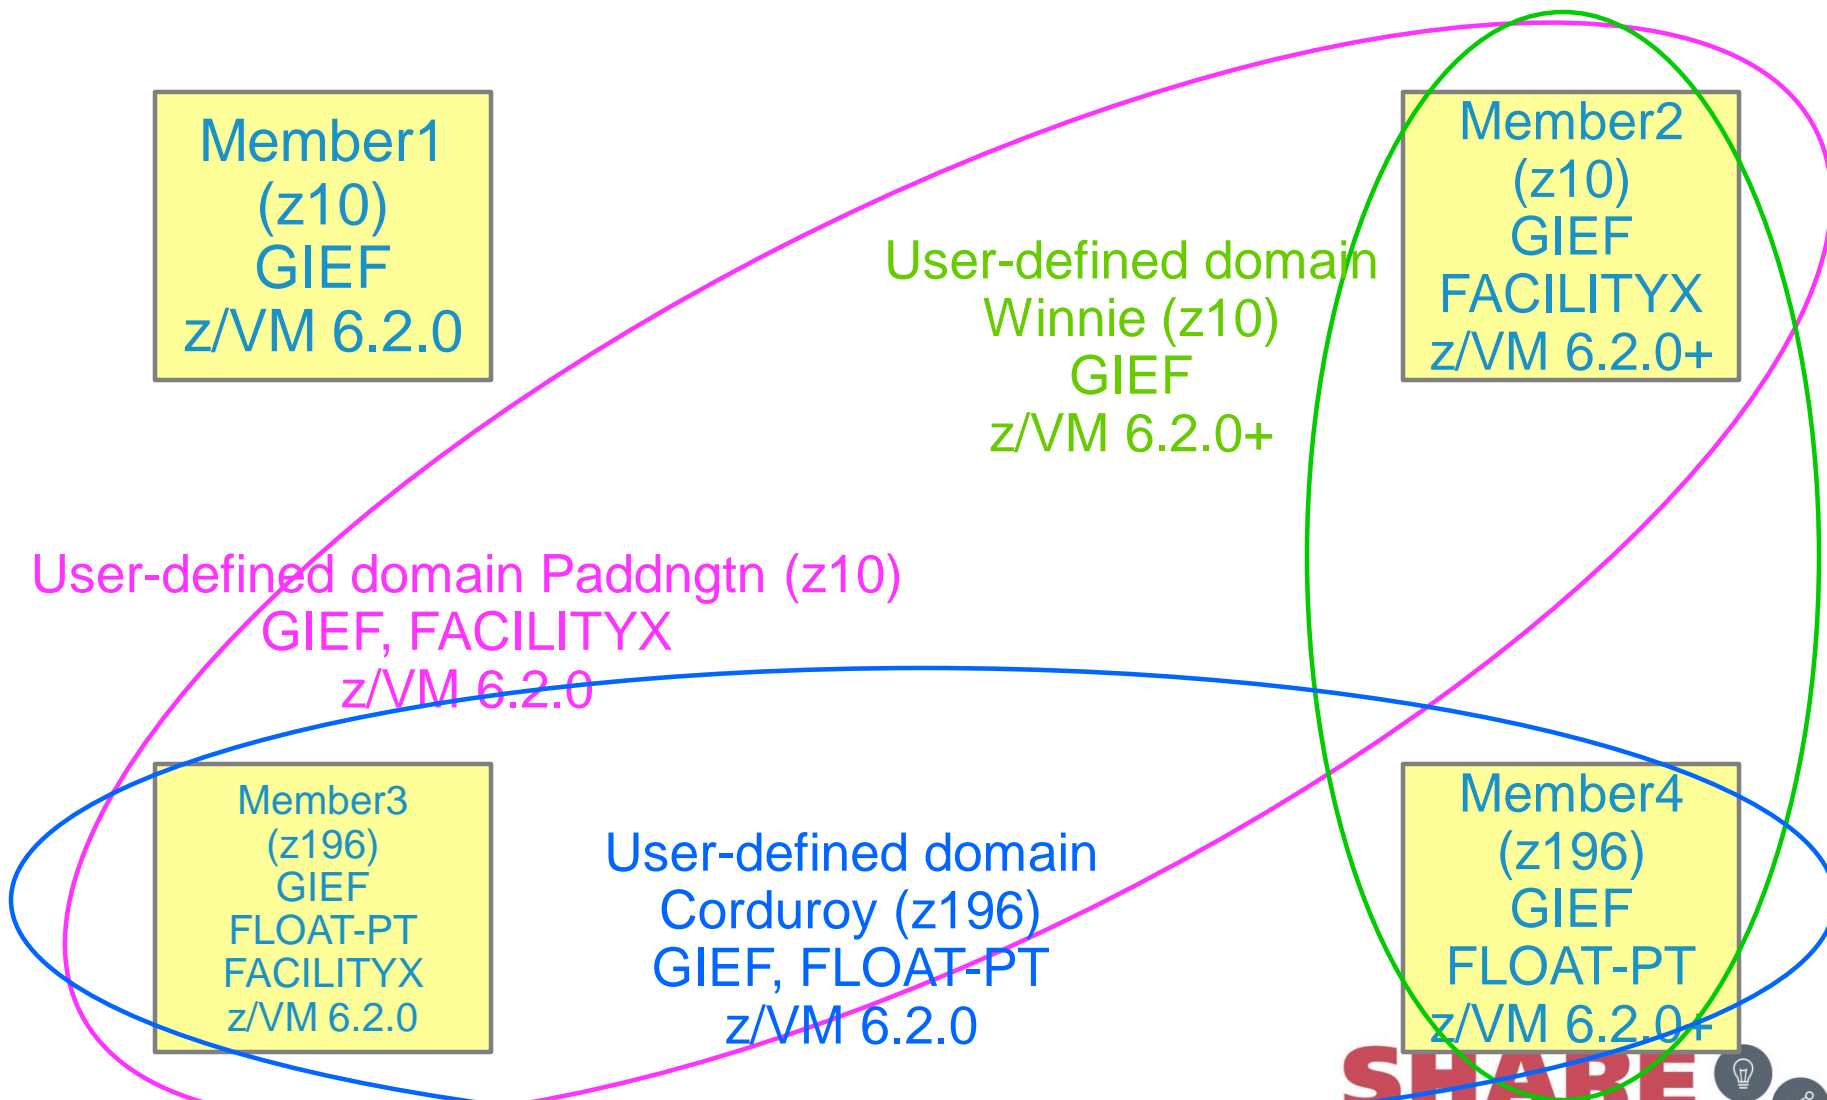 Member1
(z10)
GIEF
z/VM 6.2.0
Member2
(z10)
GIEF
FACILITYX
z/VM 6.2.0+
User-defined domain
Winnie (z10)
GIEF
z/VM 6.2.0+
User-defined domain Paddngtn (z10)
GIEF, FACILITYX
z/VM 6.2.0
Member3
(z196)
GIEF
FLOAT-PT
FACILITYX
z/VM 6.2.0
User-defined domain
Corduroy (z196)
GIEF, FLOAT-PT
z/VM 6.2.0
Member4
(z196)
GIEF
FLOAT-PT
z/VM 6.2.0+
SHARE